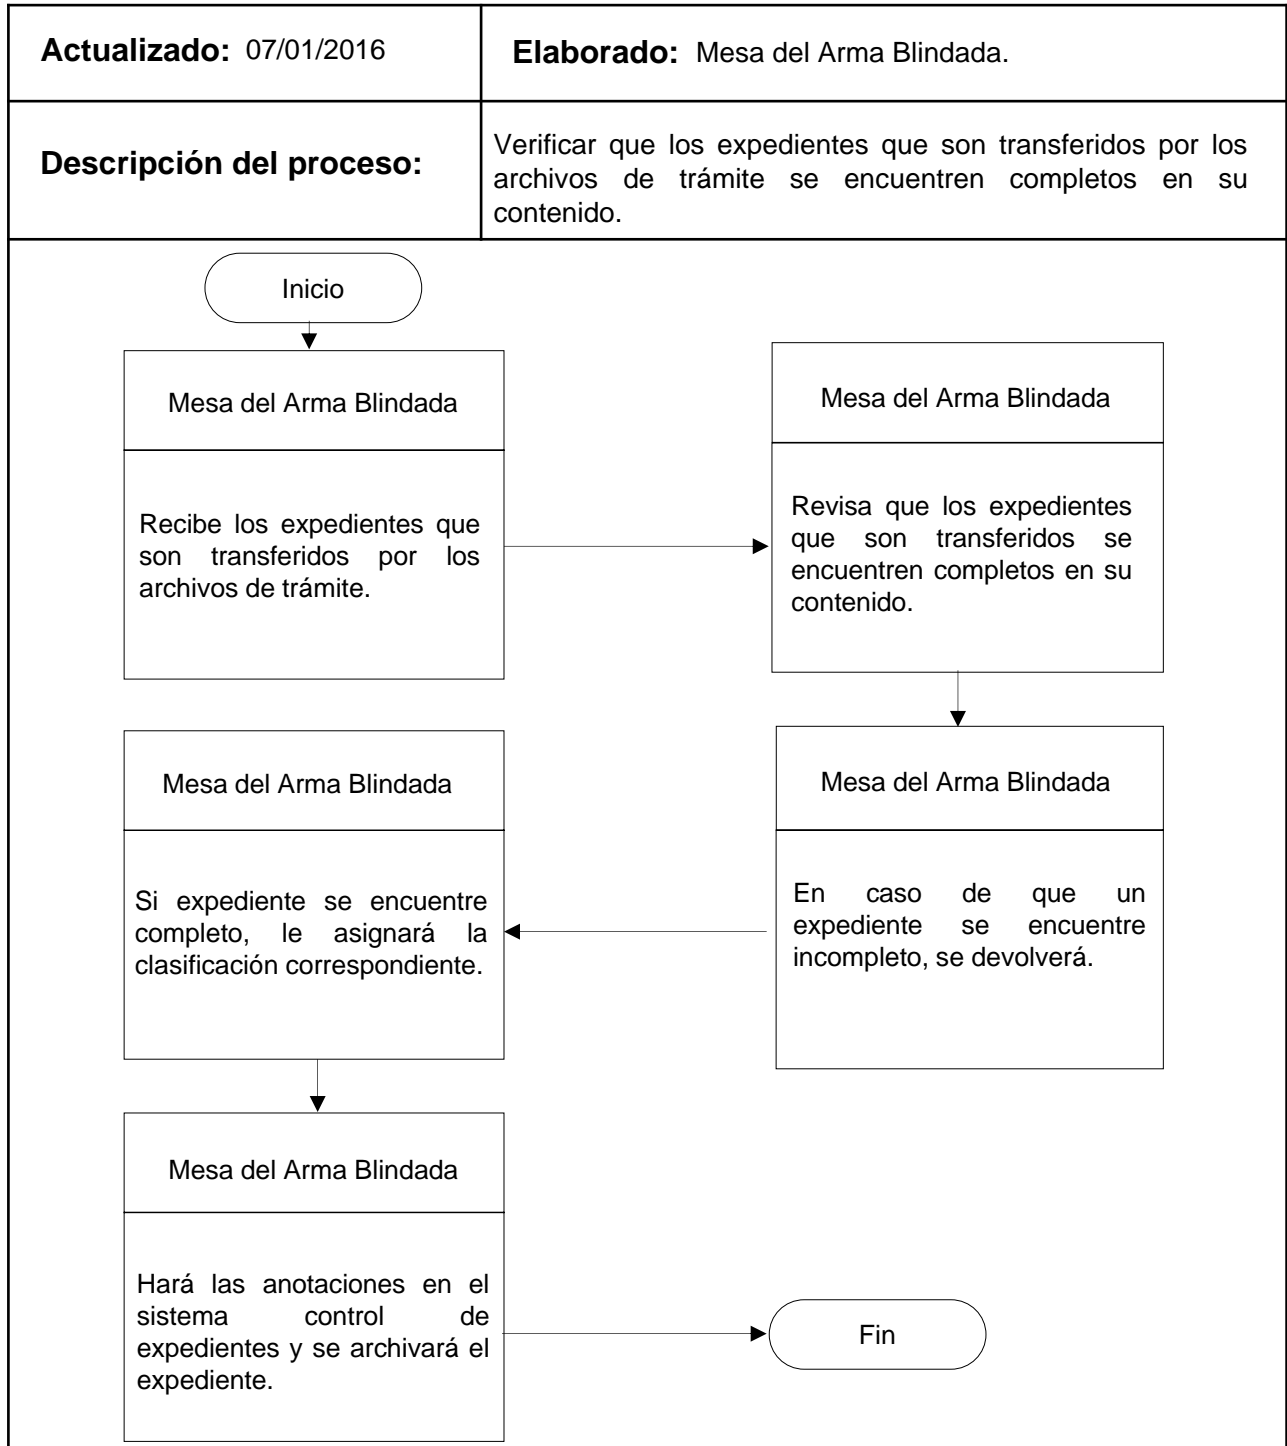 Actualizado: 07/01/2016
Elaborado: Mesa del Arma Blindada.
Descripción del proceso:
Verificar que los expedientes que son transferidos por los
archivos de trámite se encuentren completos en su
contenido.
Inicio
Mesa del Arma Blindada
Recibe los expedientes que
son transferidos por los
archivos de trámite.
Mesa del Arma Blindada
Revisa que los expedientes
que son transferidos se
encuentren completos en su
contenido.
Mesa del Arma Blindada
En caso de que un
expediente se encuentre
incompleto, se devolverá.
Mesa del Arma Blindada
Si expediente se encuentre
completo, le asignará la
clasificación correspondiente.
Mesa del Arma Blindada
Hará las anotaciones en el
sistema control de
expedientes y se archivará el
expediente.
Fin